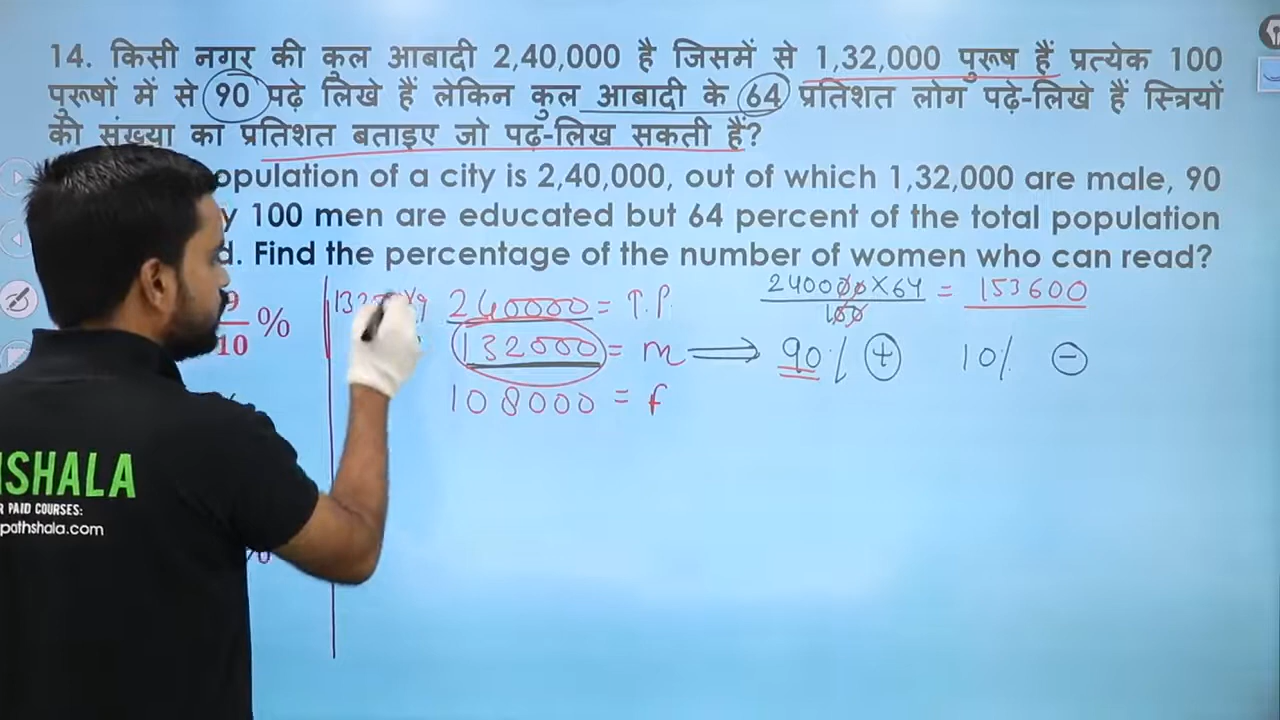 14. किसी नगर की कुल आबादी 2,40,000 है जिसमें से 1,32,000 पुरूष हैं प्रत्येक 100
पुरूषों में से 90 पढ़े लिखे हैं लेकिन कुल आबादी के 64 प्रतिशत लोग पढ़े-लिखे हैं स्त्रियों
की संख्या का प्रतिशत बताइए जो पढ़-लिख सकती हैं?
opulation of a city is 2,40,000, out of which 1,32,000 are male, 90
y 100 men are educated but 64 percent of the total population
d. Find the percentage of the number of women who can read?
9/10 %
240000 = T.P
240000 × 64 / 100 = 153600
132000 = m ⟹ 90% + 10% -
108000 = f
SHALA
R PAID COURSES:
pathshala.com